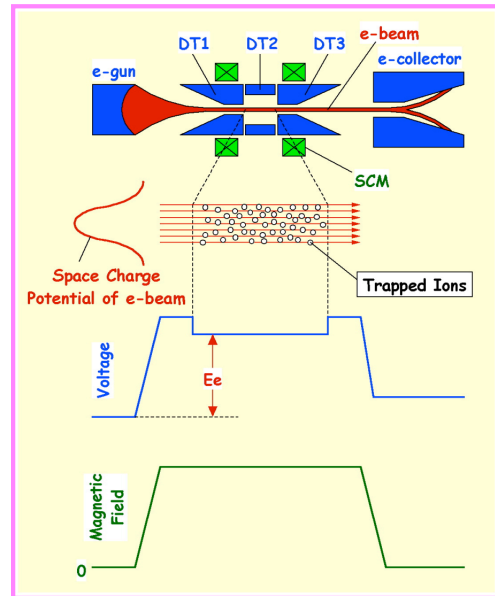 e-beam
DT1 DT2 DT3
e-gun
e-collector
SCM
Space Charge
Potential of e-beam
Trapped Ions
Voltage
Ee
Magnetic
Field
0